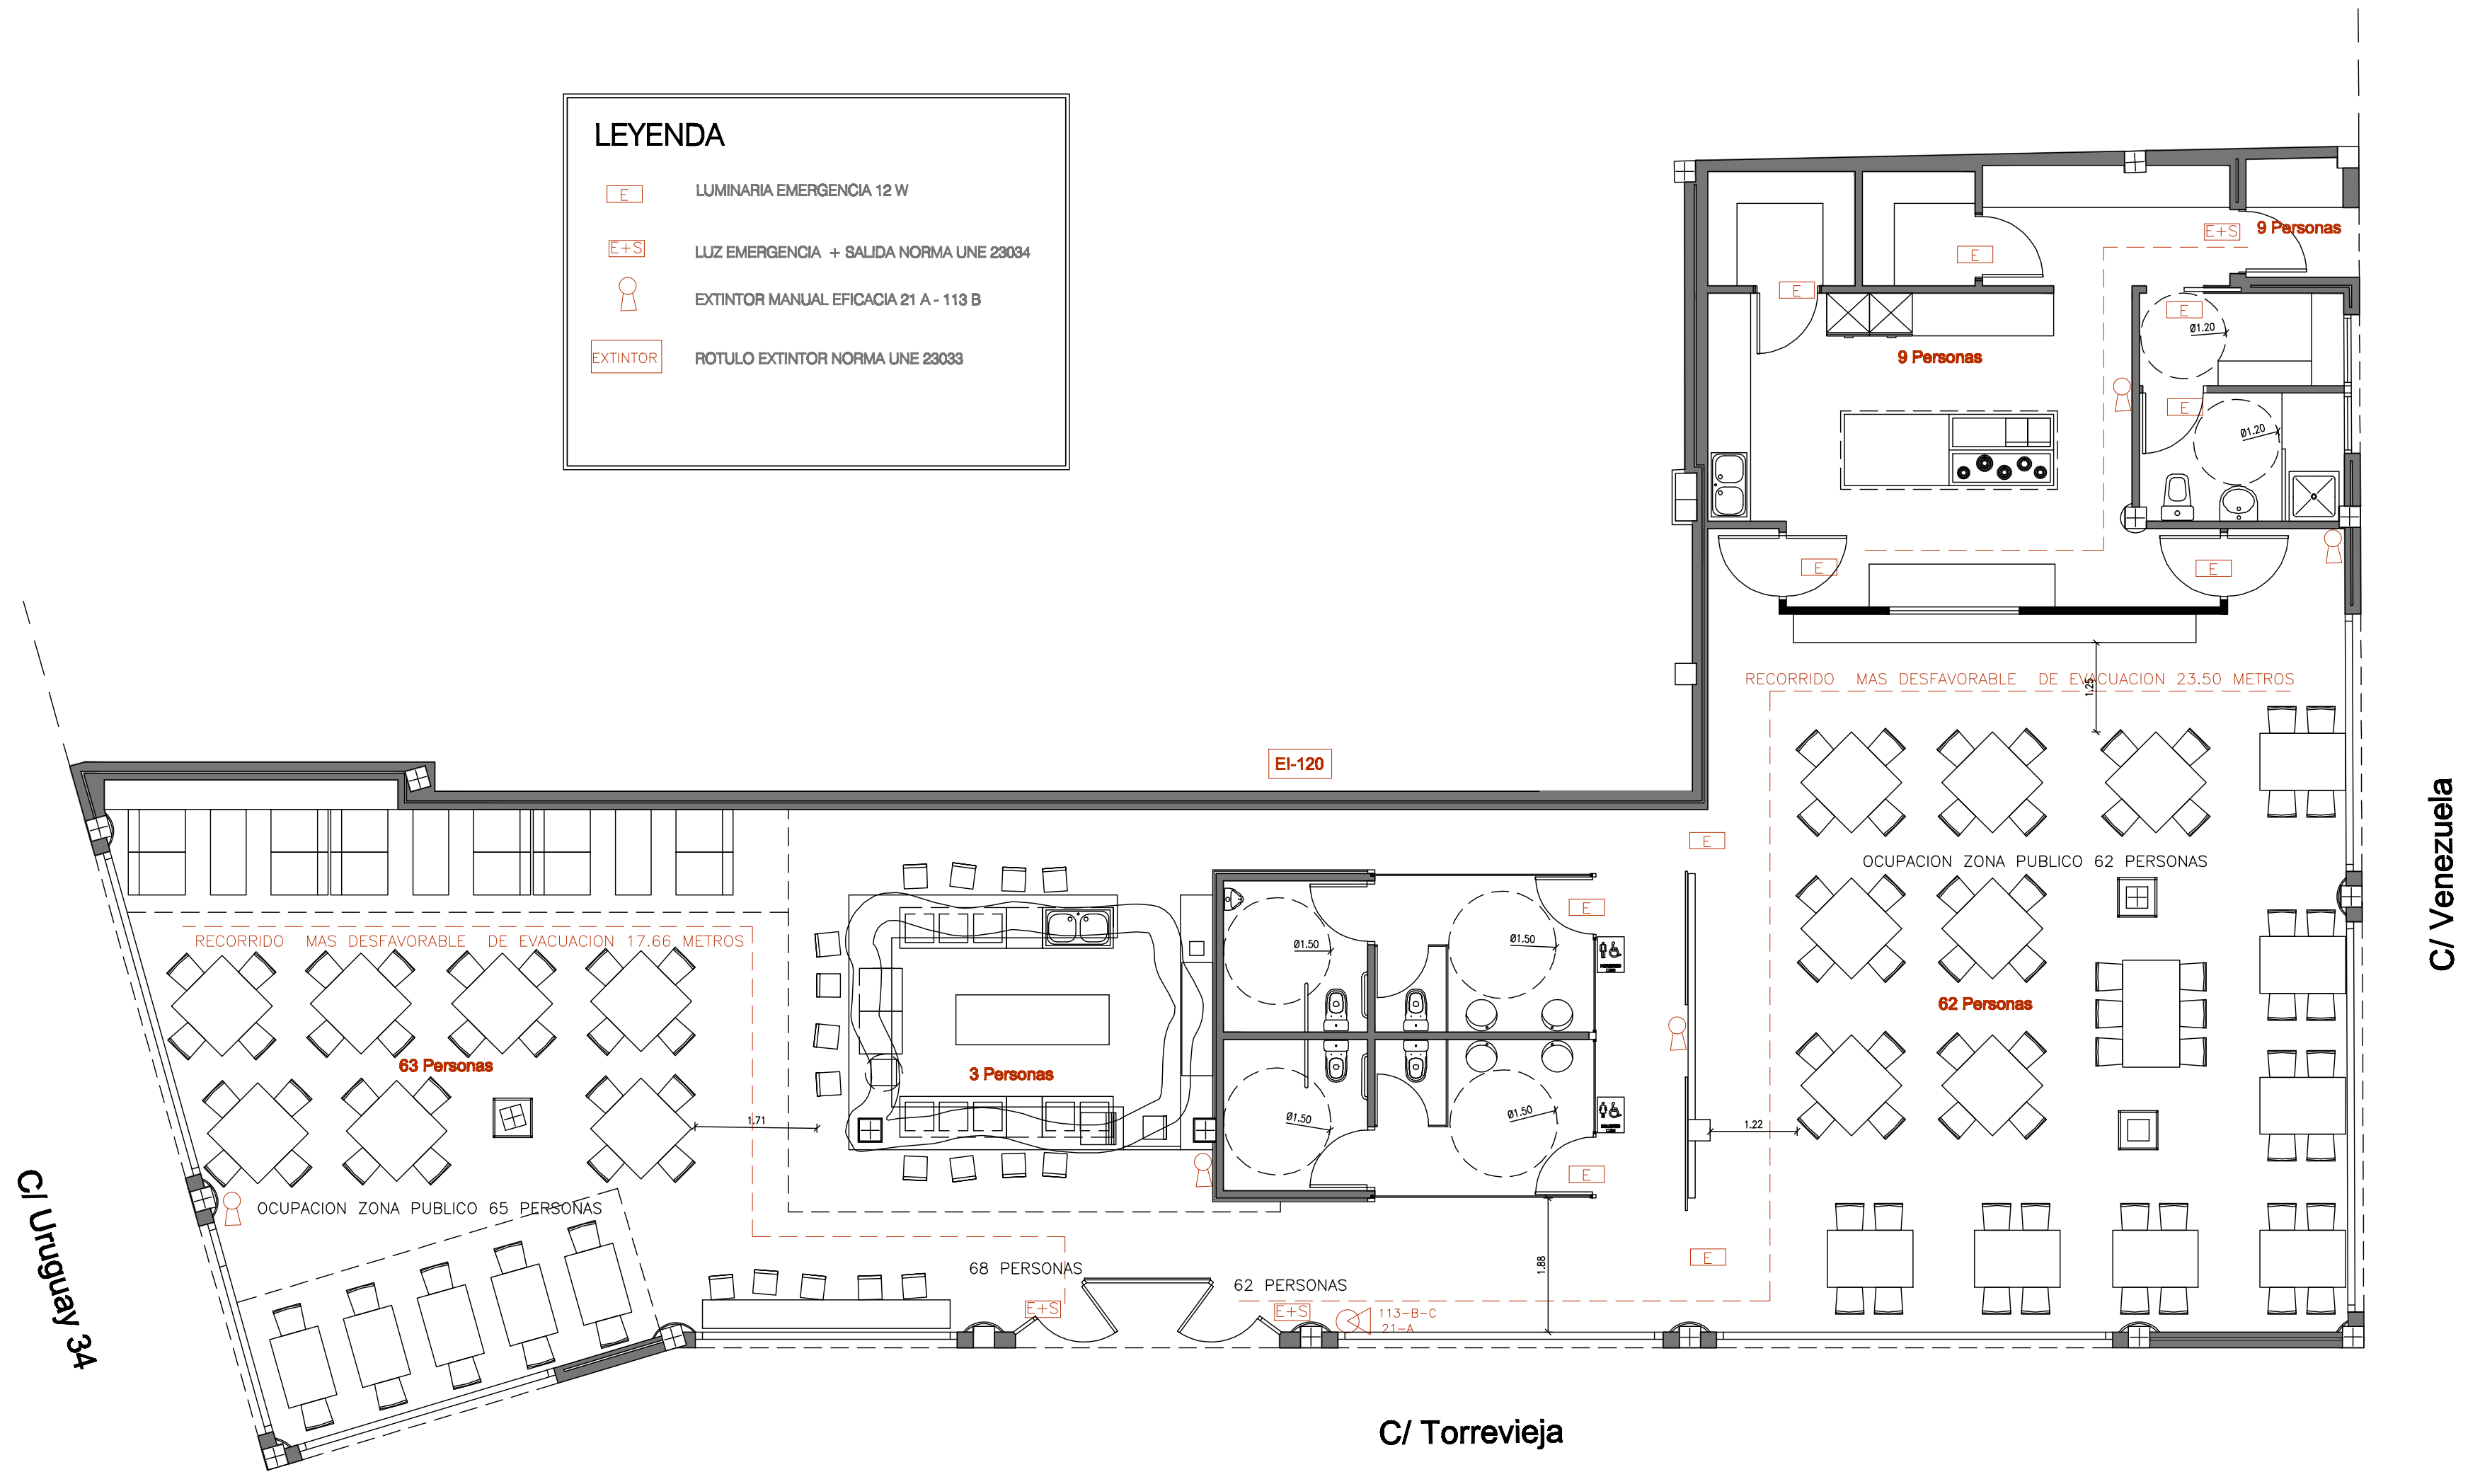 LEYENDA
E
LUMINARIA EMERGENCIA 12 W
E+S
LUZ EMERGENCIA + SALIDA NORMA UNE 23034
EXTINTOR MANUAL EFICACIA 21 A - 113 B
EXTINTOR
ROTULO EXTINTOR NORMA UNE 23033
E+S
9 Personas
E
E
E
Ø1.20
9 Personas
E
Ø1.20
E
E
RECORRIDO MAS DESFAVORABLE DE EVACUACION 23.50 METROS
1.25
EI-120
E
OCUPACION ZONA PUBLICO 62 PERSONAS
C/ Venezuela
E
RECORRIDO MAS DESFAVORABLE DE EVACUACION 17.66 METROS
Ø1.50
Ø1.50
62 Personas
63 Personas
3 Personas
1.71
Ø1.50
Ø1.50
1.22
E
OCUPACION ZONA PUBLICO 65 PERSONAS
C/ Uruguay 34
68 PERSONAS
62 PERSONAS
1.88
E
E+S
E+S
113-B-C
21-A
C/ Torrevieja